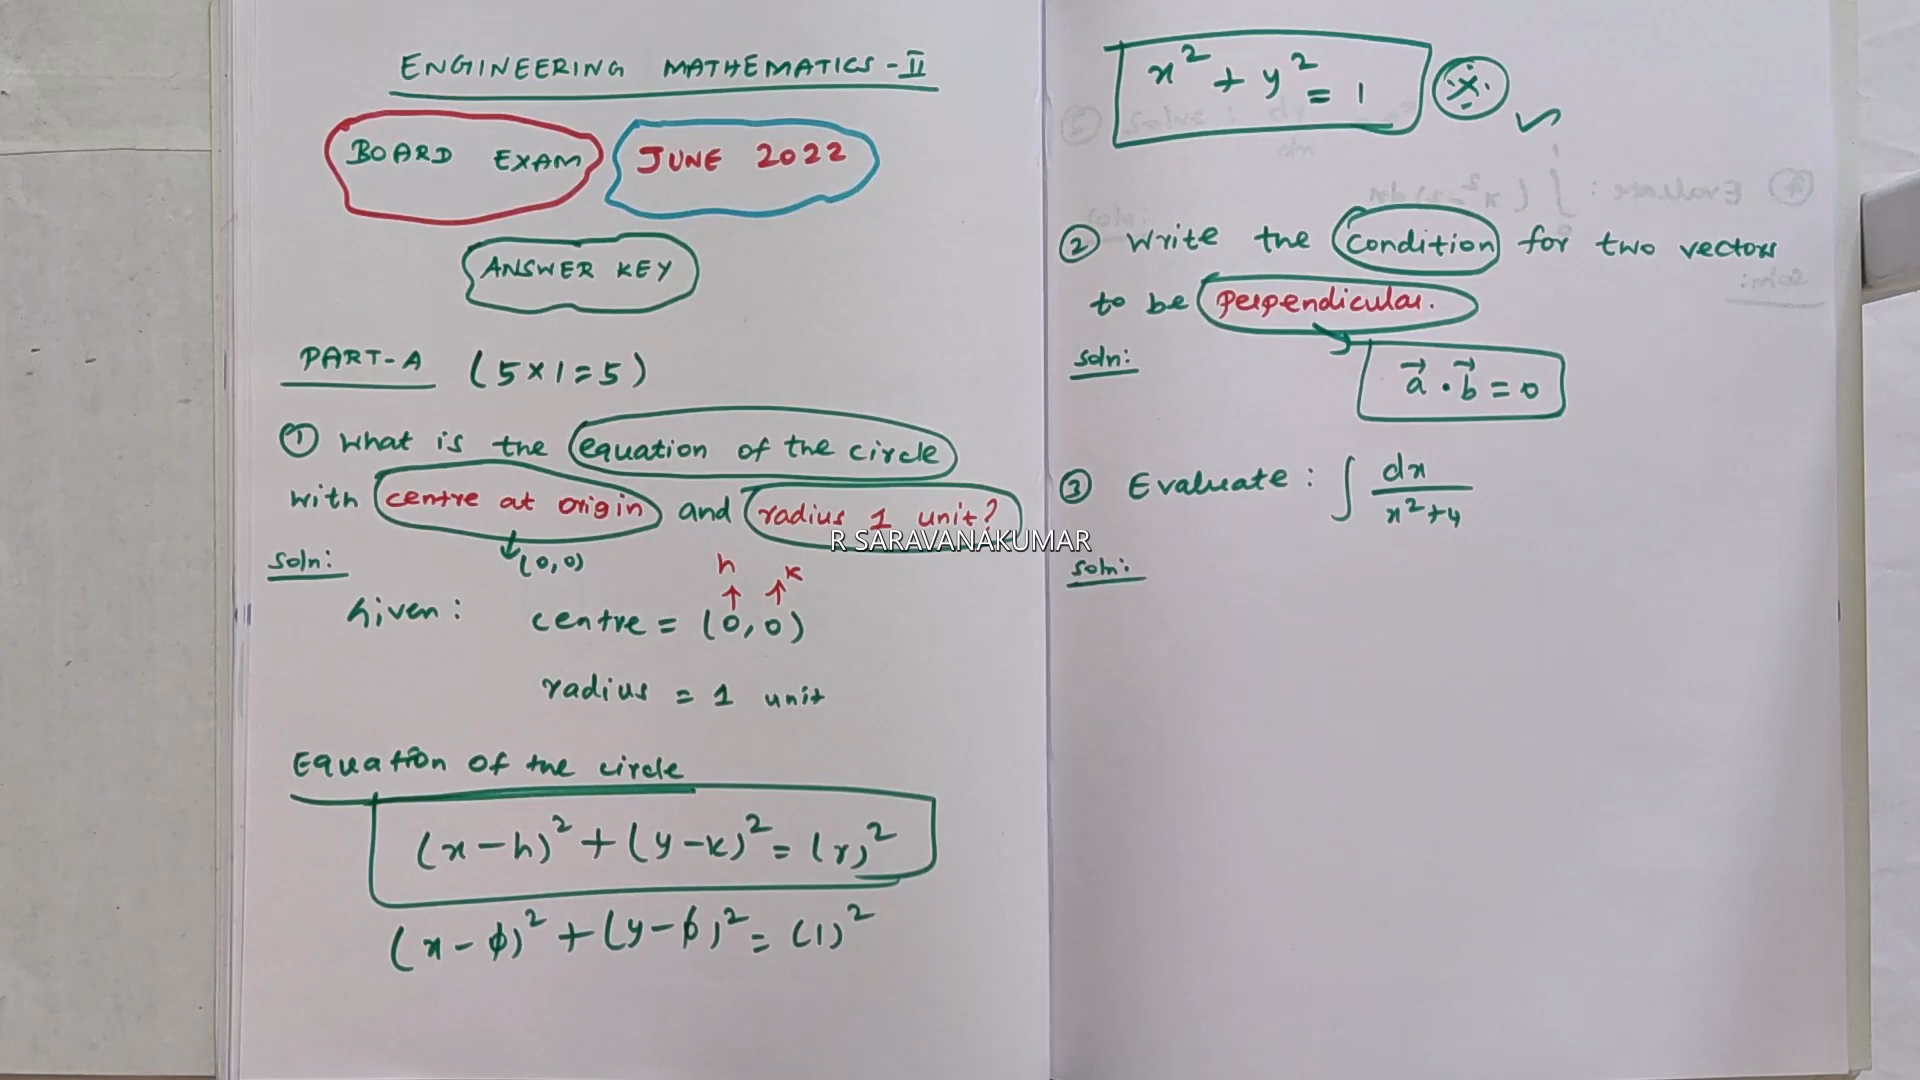 ENGINEERING MATHEMATICS - II
BOARD EXAM JUNE 2022
ANSWER KEY
PART-A (5×1=5)
① What is the equation of the circle
with centre at origin and radius 1 unit?
(0,0)
Soln:
h k
Given: centre = (0,0)
radius = 1 unit
Equation of the circle
(x-h)² + (y-k)² = (r)²
(x-0)² + (y-0)² = (1)²
x² + y² = 1
② Write the condition for two vectors
to be perpendicular.
Soln:
a⃗ · b⃗ = 0
③ Evaluate: ∫ dx / x²+4
Soln:
R SARAVANAKUMAR